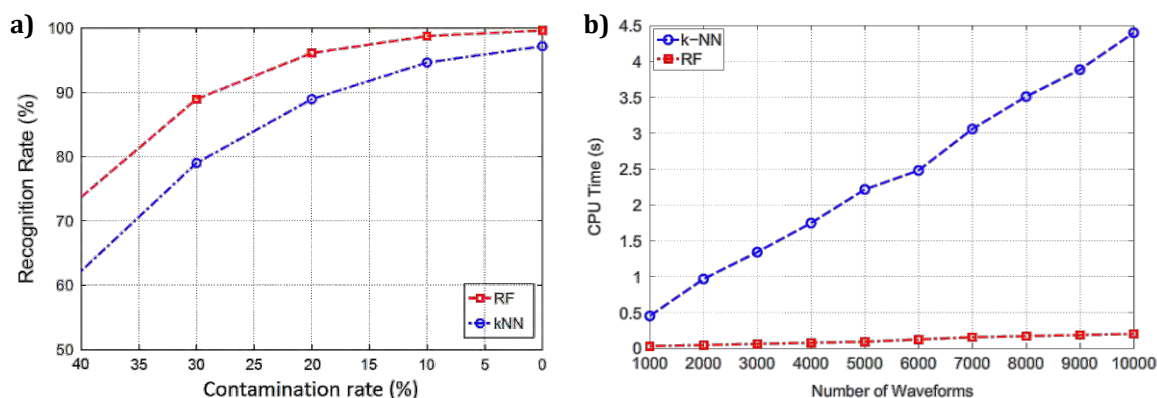 a)
100
90
80
70
60
50
Recognition Rate (%)
RF
kNN
40 35 30 25 20 15 10 5 0
Contamination rate (%)
b)
4.5
4
3.5
3
2.5
2
1.5
1
0.5
0
CPU Time (s)
k-NN
RF
1000 2000 3000 4000 5000 6000 7000 8000 9000 10000
Number of Waveforms